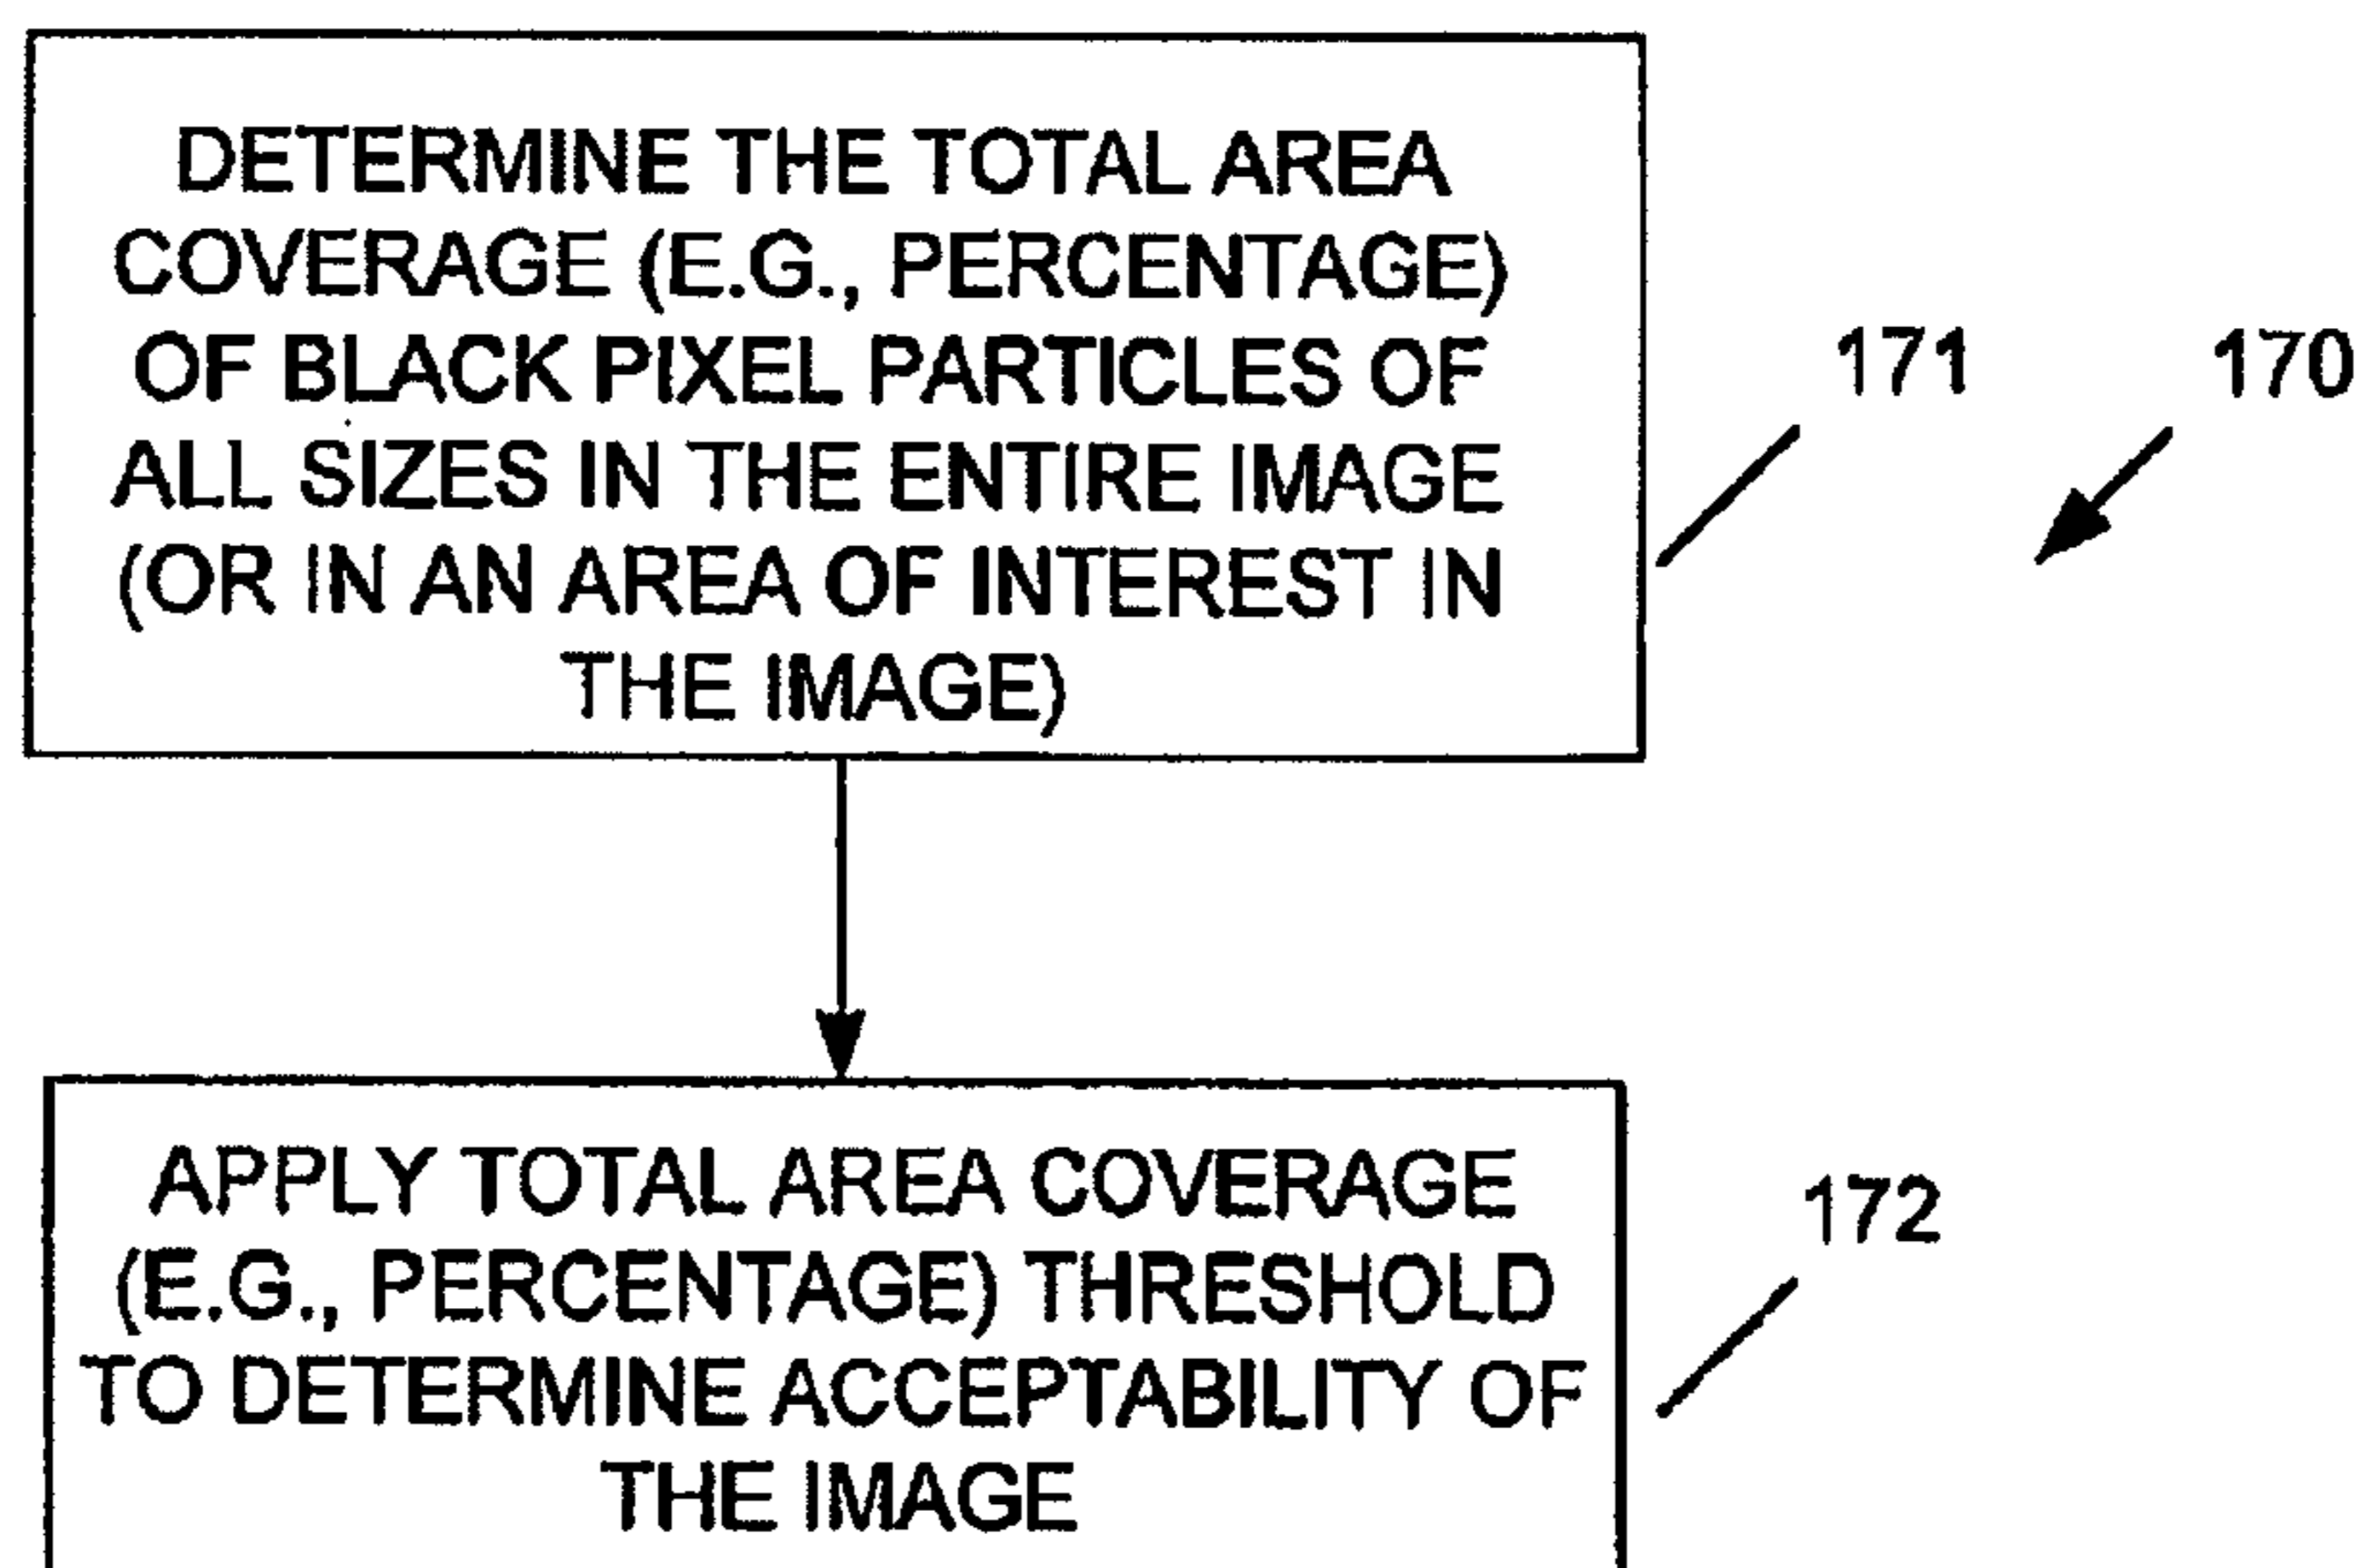 DETERMINE THE TOTAL AREA
COVERAGE (E.G., PERCENTAGE)
OF BLACK PIXEL PARTICLES OF
ALL SIZES IN THE ENTIRE IMAGE
(OR IN AN AREA OF INTEREST IN
THE IMAGE)
171
170
APPLY TOTAL AREA COVERAGE
(E.G., PERCENTAGE) THRESHOLD
TO DETERMINE ACCEPTABILITY OF
THE IMAGE
172